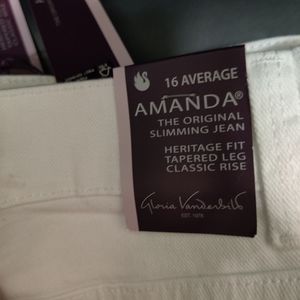 16 AVERAGE
AMANDA®
THE ORIGINAL
SLIMMING JEAN
HERITAGE FIT
TAPERED LEG
CLASSIC RISE
Gloria Vanderbilt
EST. 1976